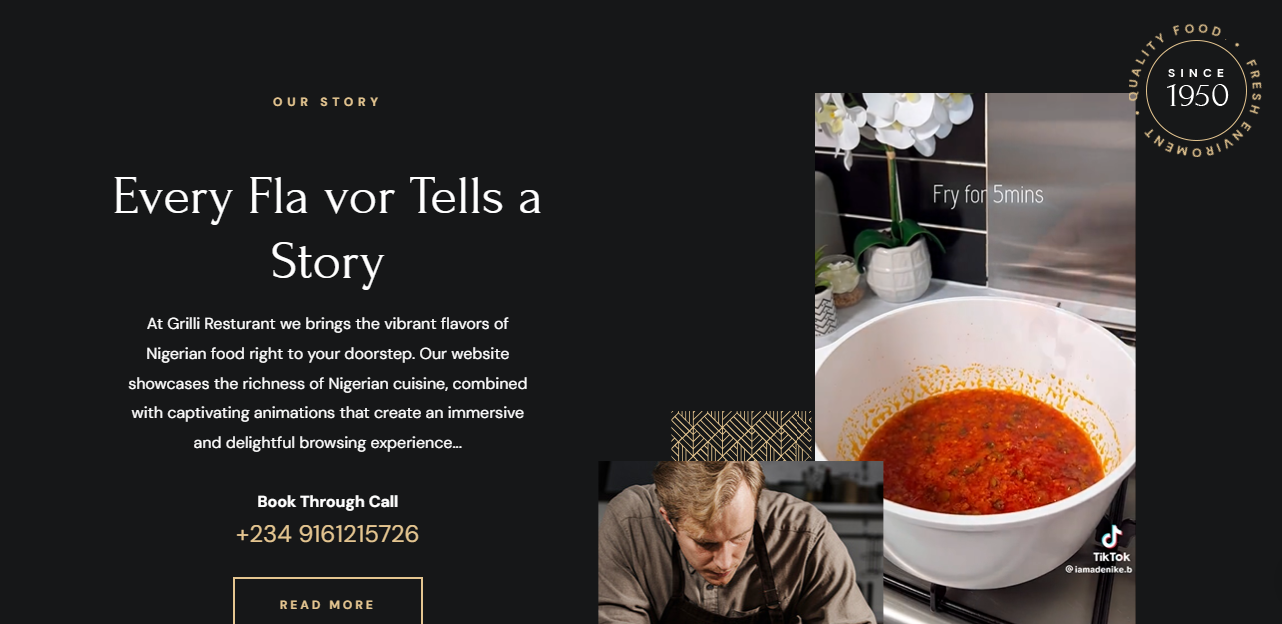 OUR STORY
Every Fla vor Tells a
Story
At Grilli Resturant we brings the vibrant flavors of
Nigerian food right to your doorstep. Our website
showcases the richness of Nigerian cuisine, combined
with captivating animations that create an immersive
and delightful browsing experience...
Book Through Call
+234 9161215726
READ MORE
Fry for 5mins
TikTok
@iamadenike.b
QUALITY FOOD . • FRESH ENVIROMENT •
SINCE
1950